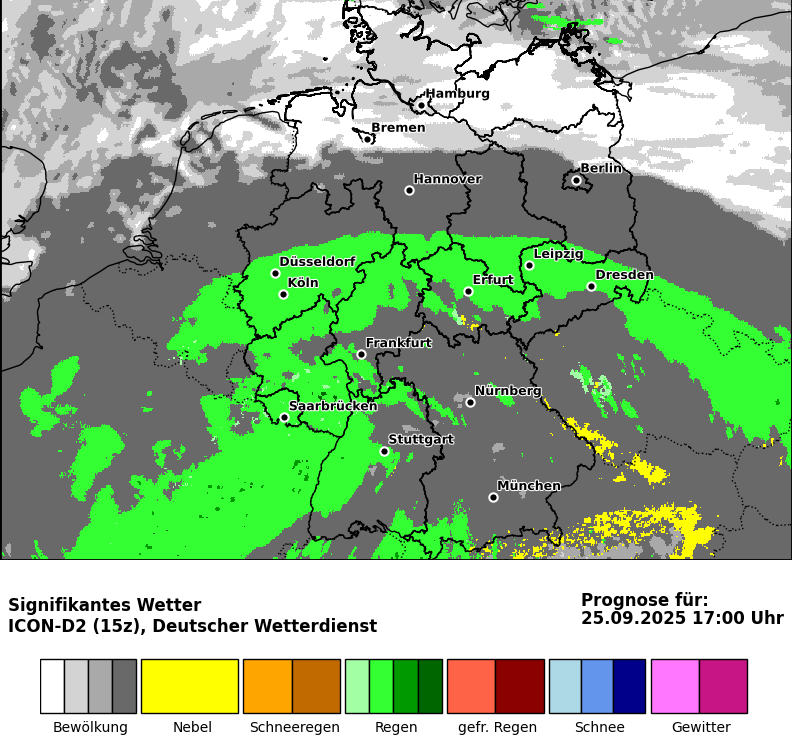 Hamburg
Bremen
Berlin
Hannover
Leipzig
Düsseldorf
Dresden
Köln
Erfurt
Frankfurt
Nürnberg
Saarbrücken
Stuttgart
München
Signifikantes Wetter
ICON-D2 (15z), Deutscher Wetterdienst
Prognose für:
25.09.2025 17:00 Uhr
Bewölkung
Nebel
Schneeregen
Regen
gefr. Regen
Schnee
Gewitter